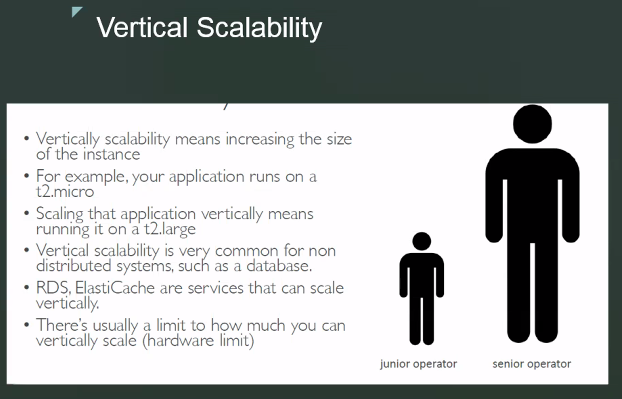 Vertical Scalability
• Vertically scalability means increasing the size
of the instance
• For example, your application runs on a
t2.micro
• Scaling that application vertically means
running it on a t2.large
• Vertical scalability is very common for non
distributed systems, such as a database.
• RDS, ElastiCache are services that can scale
vertically.
• There's usually a limit to how much you can
vertically scale (hardware limit)
junior operator
senior operator